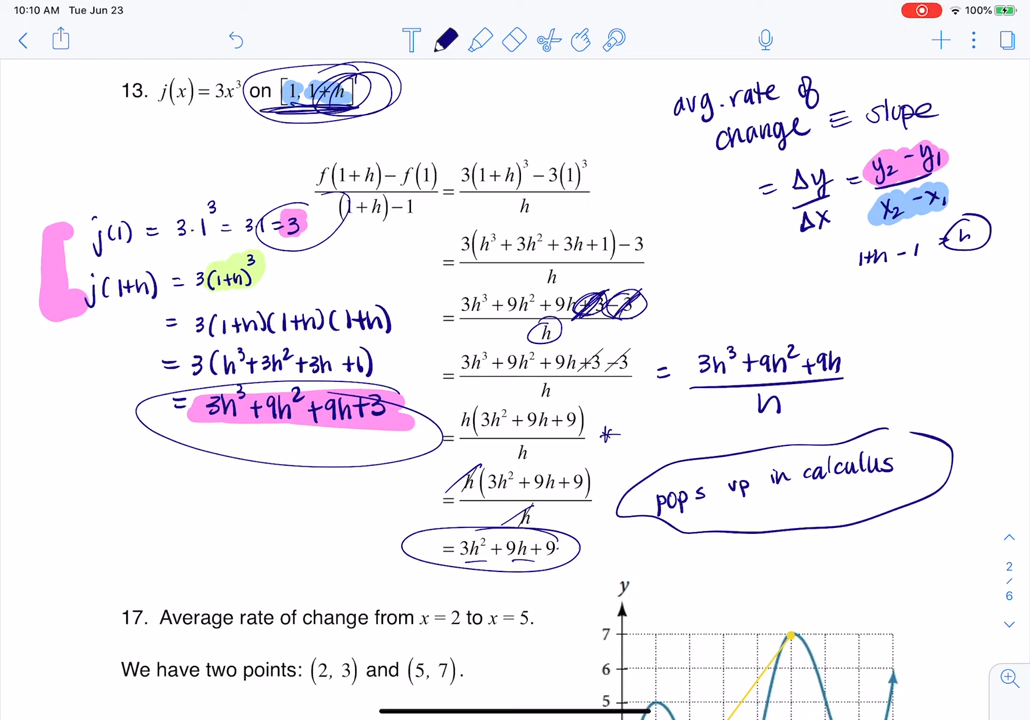 10:10 AM Tue Jun 23
100%
T
13. j(x) = 3x³ on [1, 1+h]
avg. rate of change ≡ slope
= Δy/Δx = (y₂ - y₁)/(x₂ - x₁)
1+h - 1 = h
(f(1+h) - f(1))/((1+h) - 1) = (3(1+h)³ - 3(1)³)/h
= (3(h³ + 3h² + 3h + 1) - 3)/h
= (3h³ + 9h² + 9h + 3 - 3)/h
= (3h³ + 9h² + 9h + 3 - 3)/h = (3h³ + 9h² + 9h)/h
= h(3h² + 9h + 9)/h *
= h(3h² + 9h + 9)/h
= 3h² + 9h + 9
j(1) = 3·1³ = 3·1 = 3
j(1+h) = 3(1+h)³
= 3(1+h)(1+h)(1+h)
= 3(h³ + 3h² + 3h + 1)
= 3h³ + 9h² + 9h + 3
pops up in calculus
17. Average rate of change from x = 2 to x = 5.
We have two points: (2, 3) and (5, 7).
y
7
6
5
2
/
6